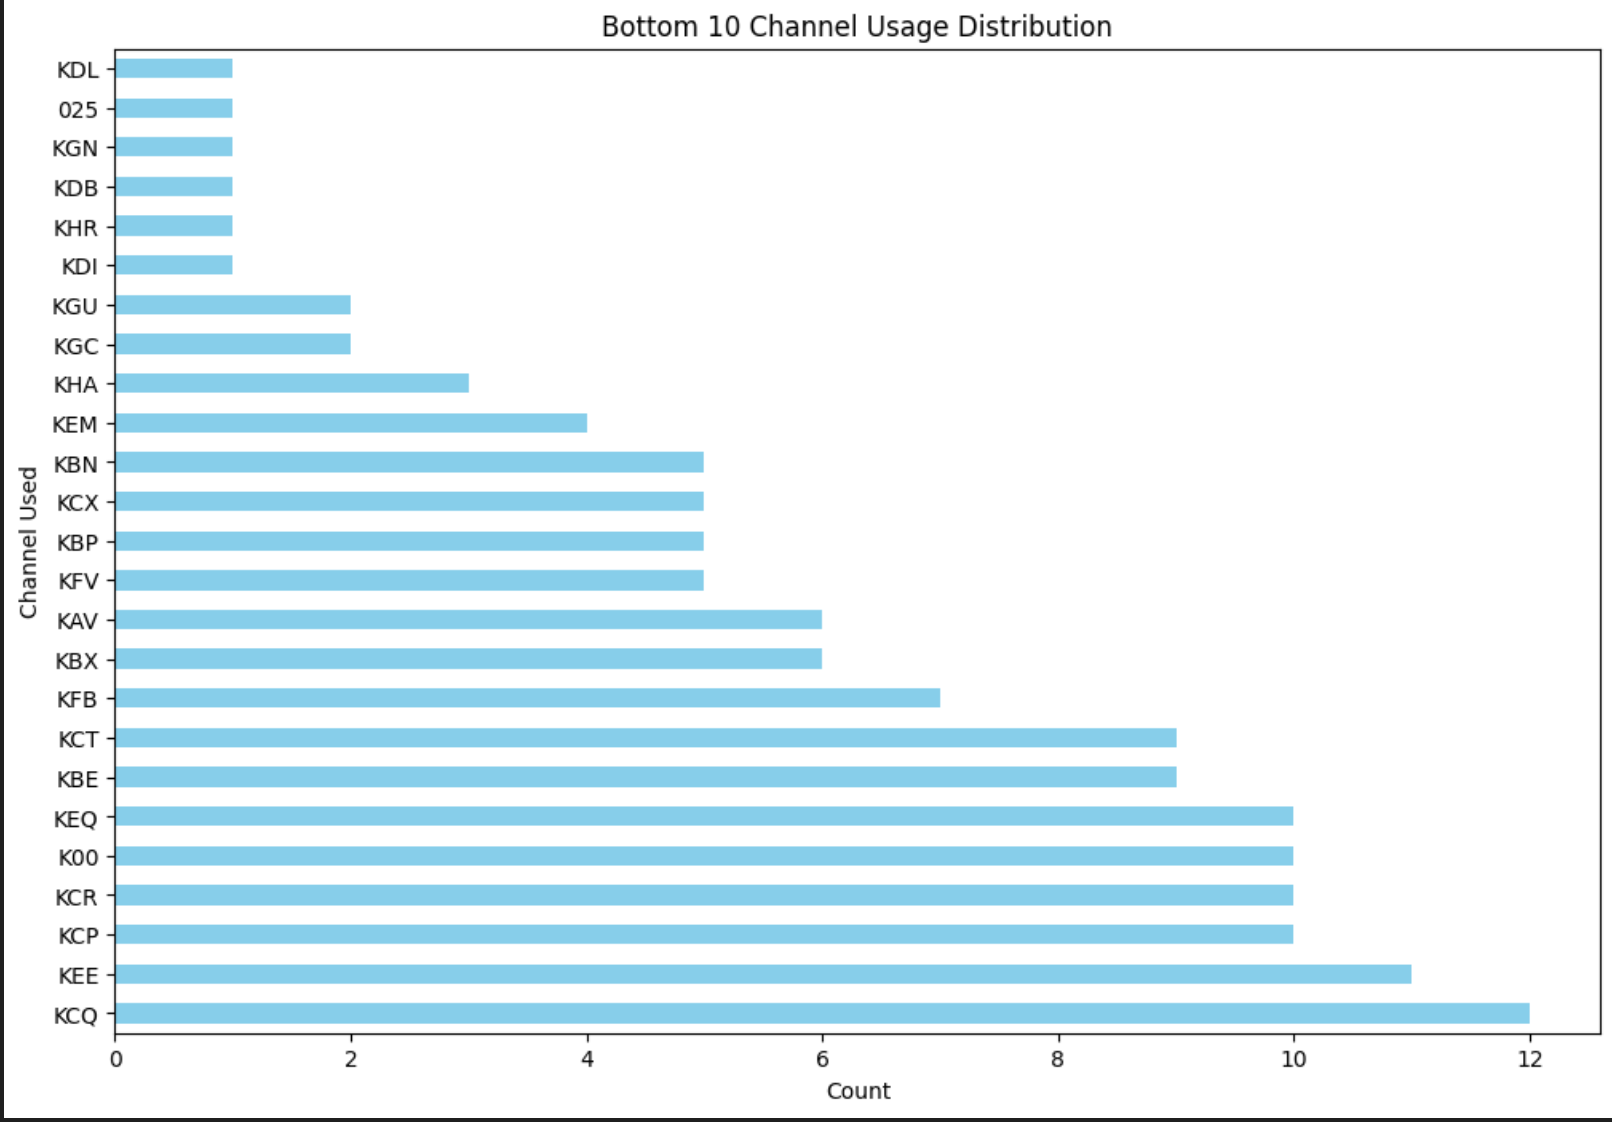 Bottom 10 Channel Usage Distribution
KDL
025
KGN
KDB
KHR
KDI
KGU
KGC
KHA
KEM
KBN
KCX
KBP
KFV
KAV
KBX
KFB
KCT
KBE
KEQ
K00
KCR
KCP
KEE
KCQ
Channel Used
0 2 4 6 8 10 12
Count